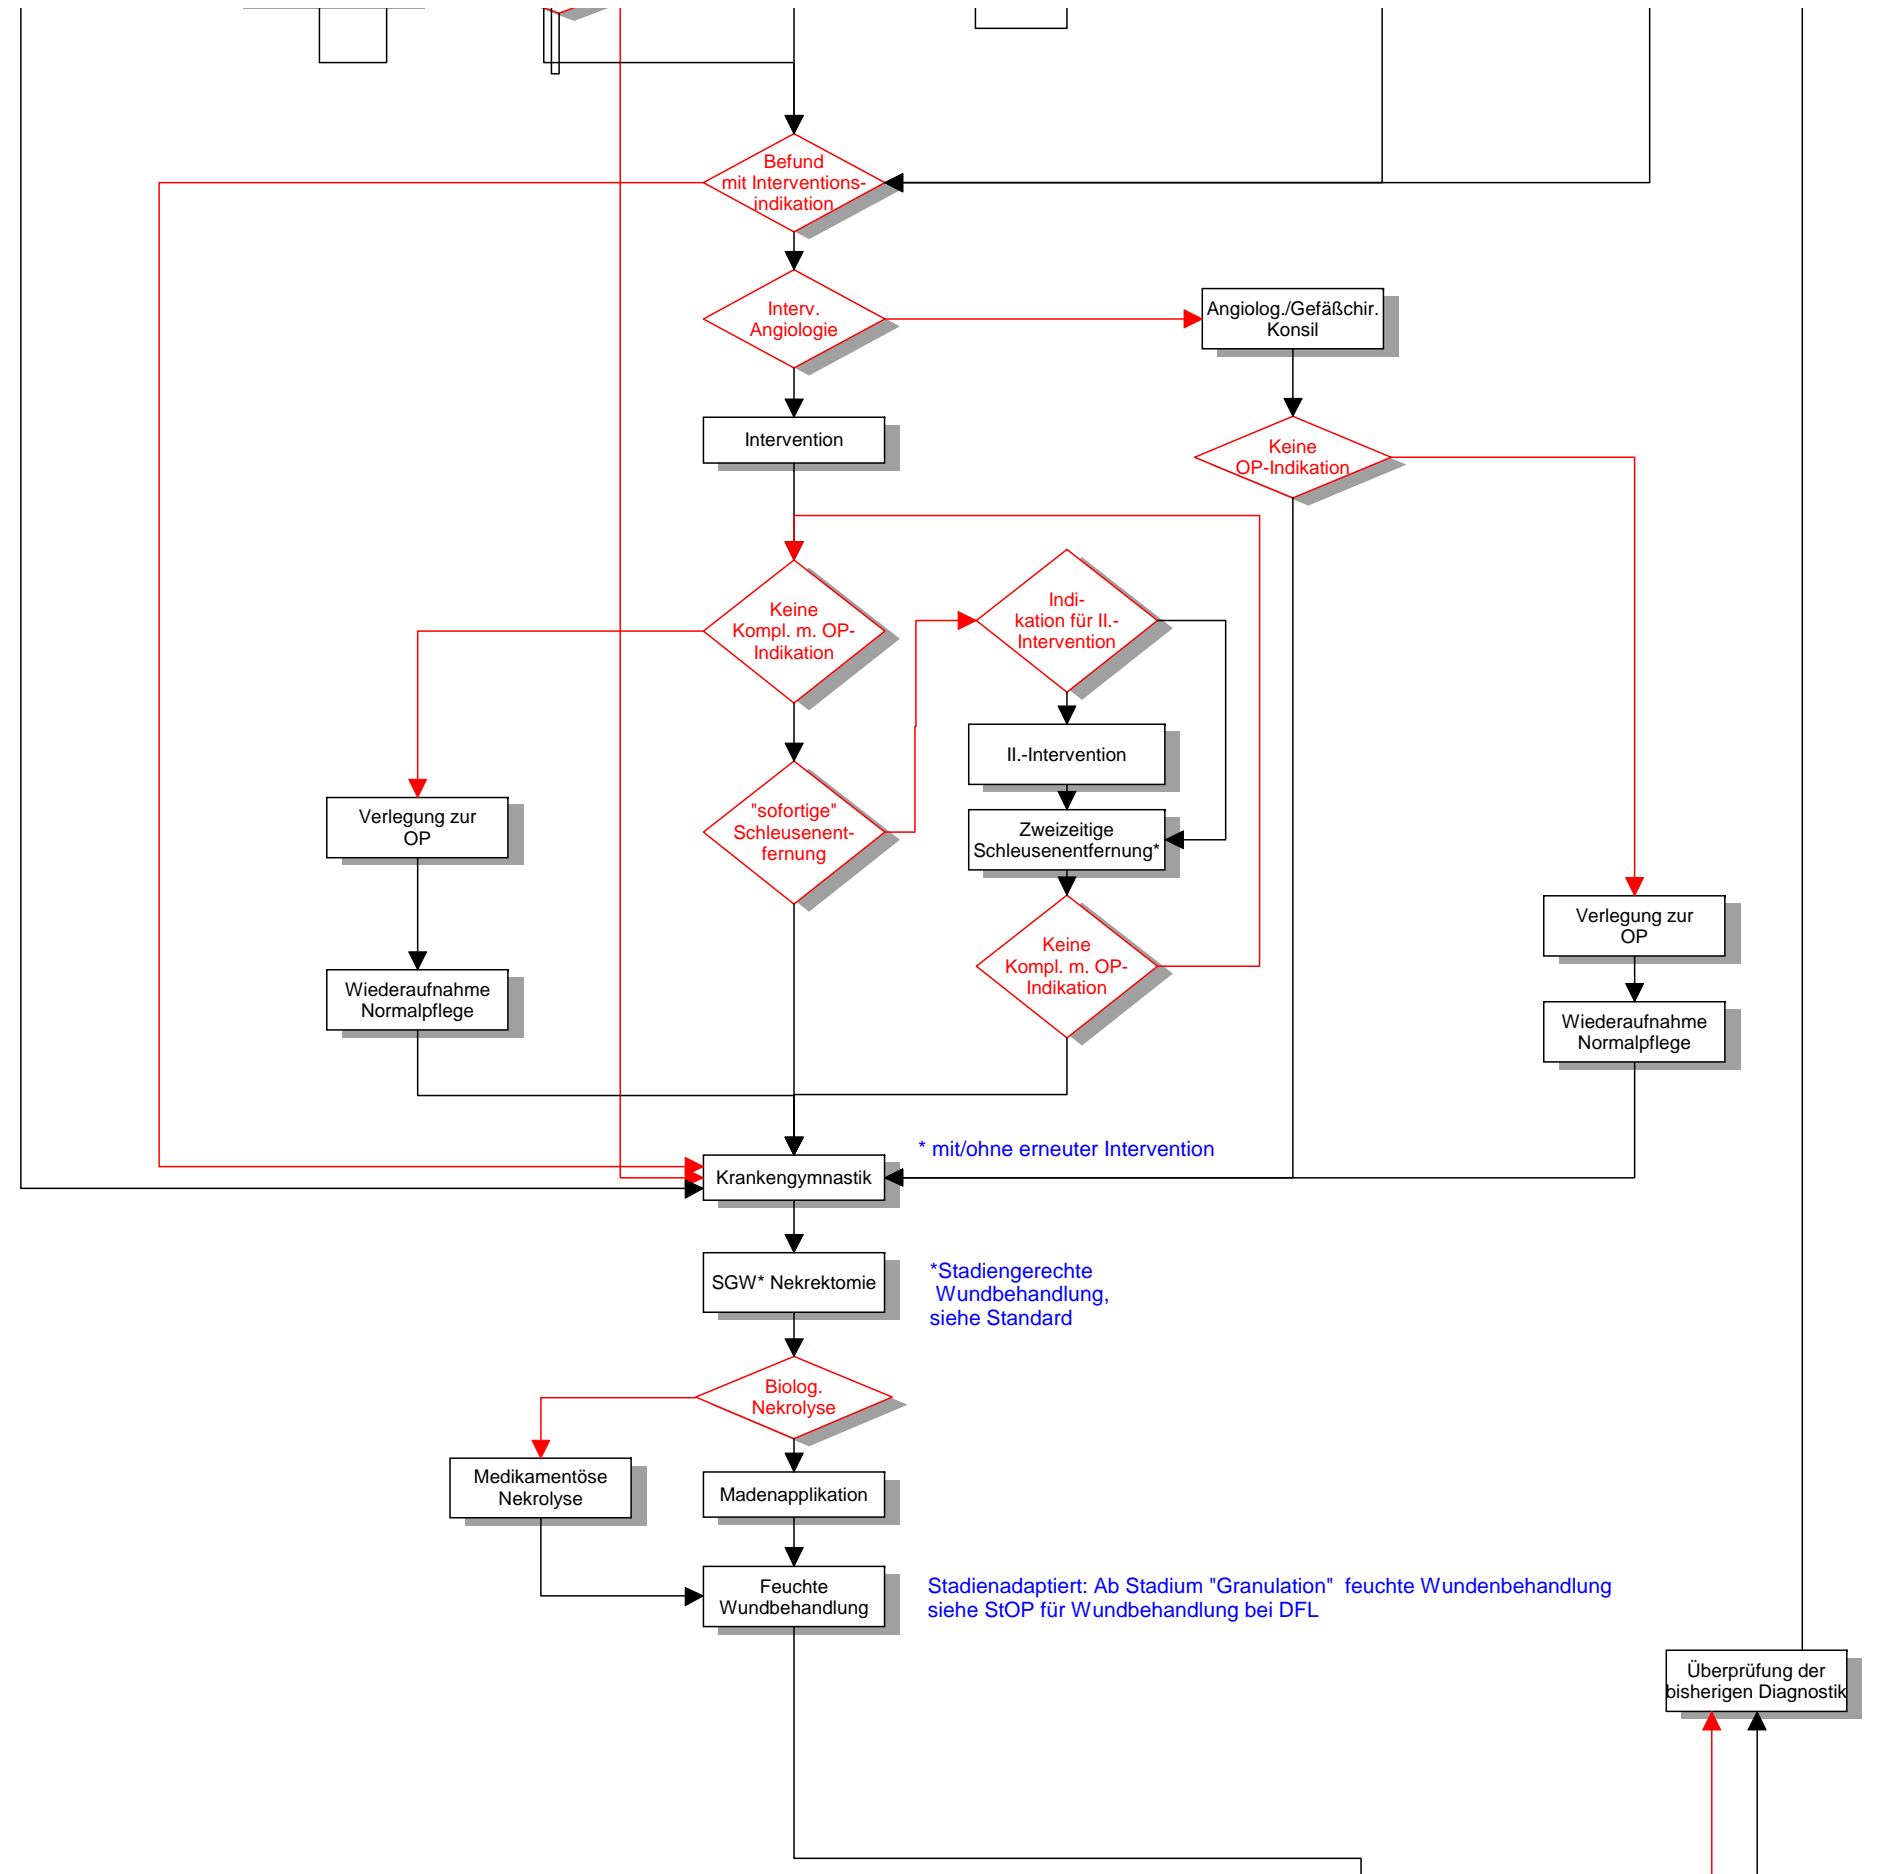 Befund
mit Interventions-
indikation
Interv.
Angiologie
Angiolog./Gefäßchir.
Konsil
Intervention
Keine
OP-Indikation
Keine
Kompl. m. OP-
Indikation
Indi-
kation für II.-
Intervention
II.-Intervention
"sofortige"
Schleusenent-
fernung
Zweizeitige
Schleusenentfernung*
Verlegung zur
OP
Verlegung zur
OP
Keine
Kompl. m. OP-
Indikation
Wiederaufnahme
Normalpflege
Wiederaufnahme
Normalpflege
* mit/ohne erneuter Intervention
Krankengymnastik
SGW* Nekrektomie
*Stadiengerechte
Wundbehandlung,
siehe Standard
Biolog.
Nekrolyse
Medikamentöse
Nekrolyse
Madenapplikation
Feuchte
Wundbehandlung
Stadienadaptiert: Ab Stadium "Granulation" feuchte Wundenbehandlung
siehe StOP für Wundbehandlung bei DFL
Überprüfung der
bisherigen Diagnostik